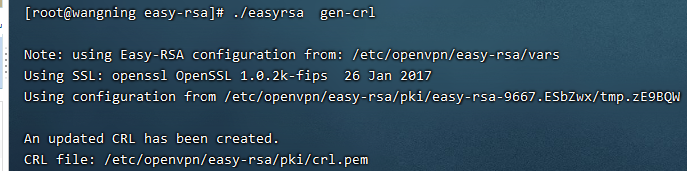 [root@wangning easy-rsa]# ./easyrsa  gen-crl
Note: using Easy-RSA configuration from: /etc/openvpn/easy-rsa/vars
Using SSL: openssl OpenSSL 1.0.2k-fips  26 Jan 2017
Using configuration from /etc/openvpn/easy-rsa/pki/easy-rsa-9667.ESbZwx/tmp.zE9BQW
An updated CRL has been created.
CRL file: /etc/openvpn/easy-rsa/pki/crl.pem